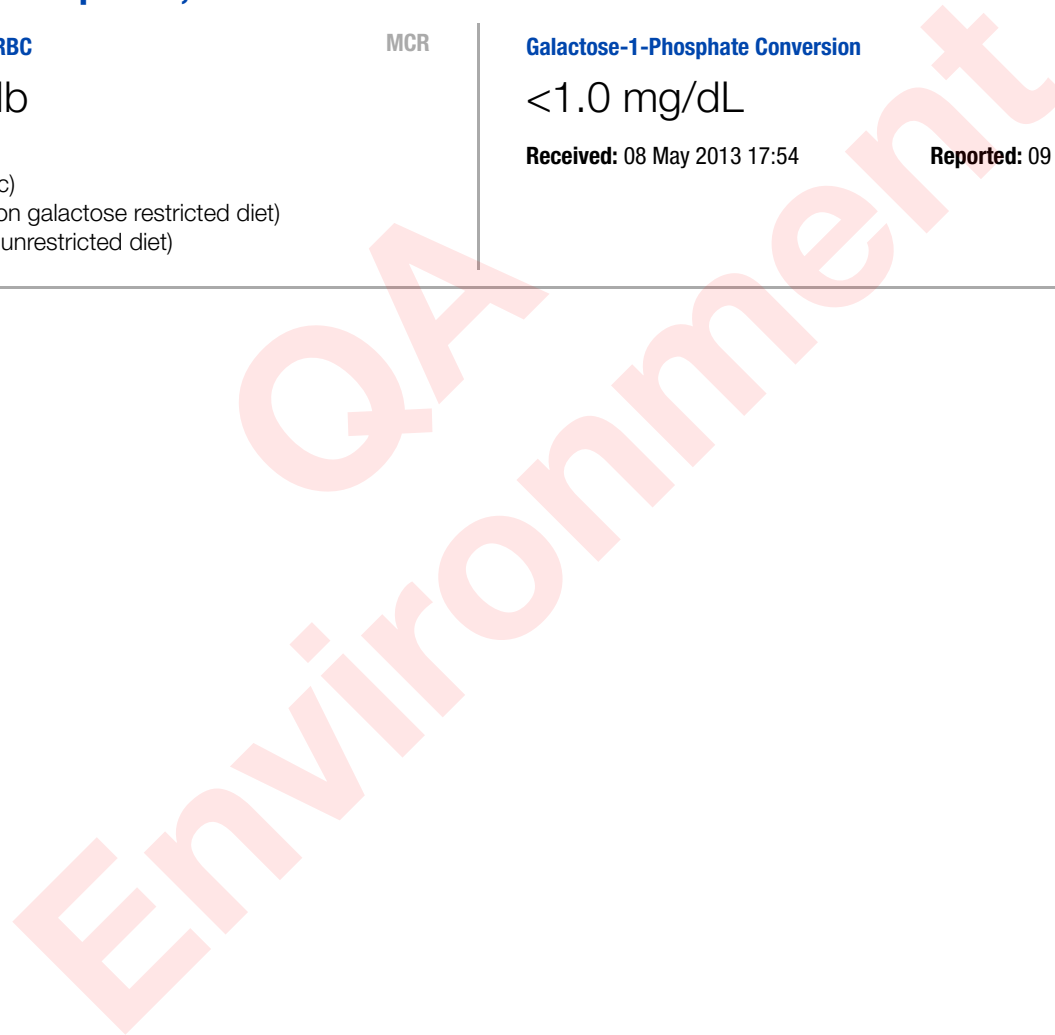 RBC
MCR
lb
c)
on galactose restricted diet)
unrestricted diet)
Galactose-1-Phosphate Conversion
<1.0 mg/dL
Received: 08 May 2013 17:54 Reported: 09
QA
Environment